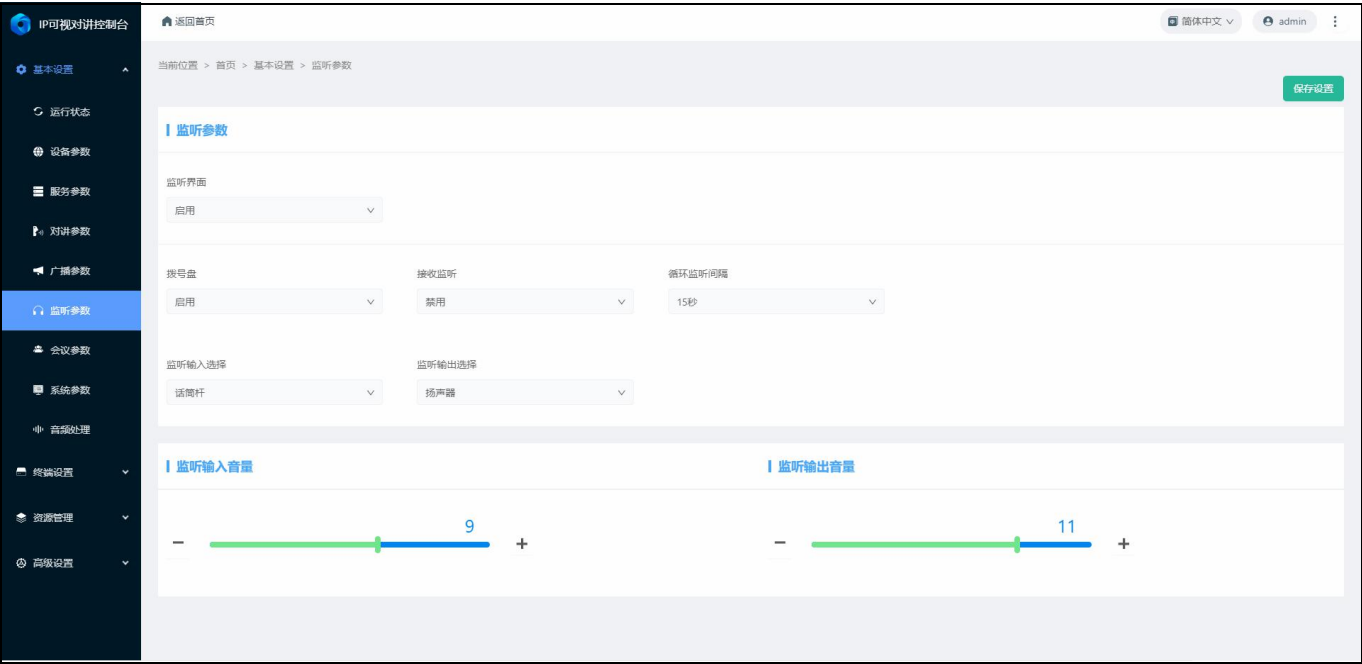 IP可视对讲控制台
返回首页
简体中文
admin
基本设置
运行状态
设备参数
服务参数
对讲参数
广播参数
监听参数
会议参数
系统参数
音频处理
终端设置
资源管理
高级设置
当前位置 > 首页 > 基本设置 > 监听参数
保存设置
监听参数
监听界面
启用
拨号盘 接收监听 循环监听间隔
启用 禁用 15秒
监听输入选择 监听输出选择
话筒杆 扬声器
监听输入音量 监听输出音量
9 11
− + − +